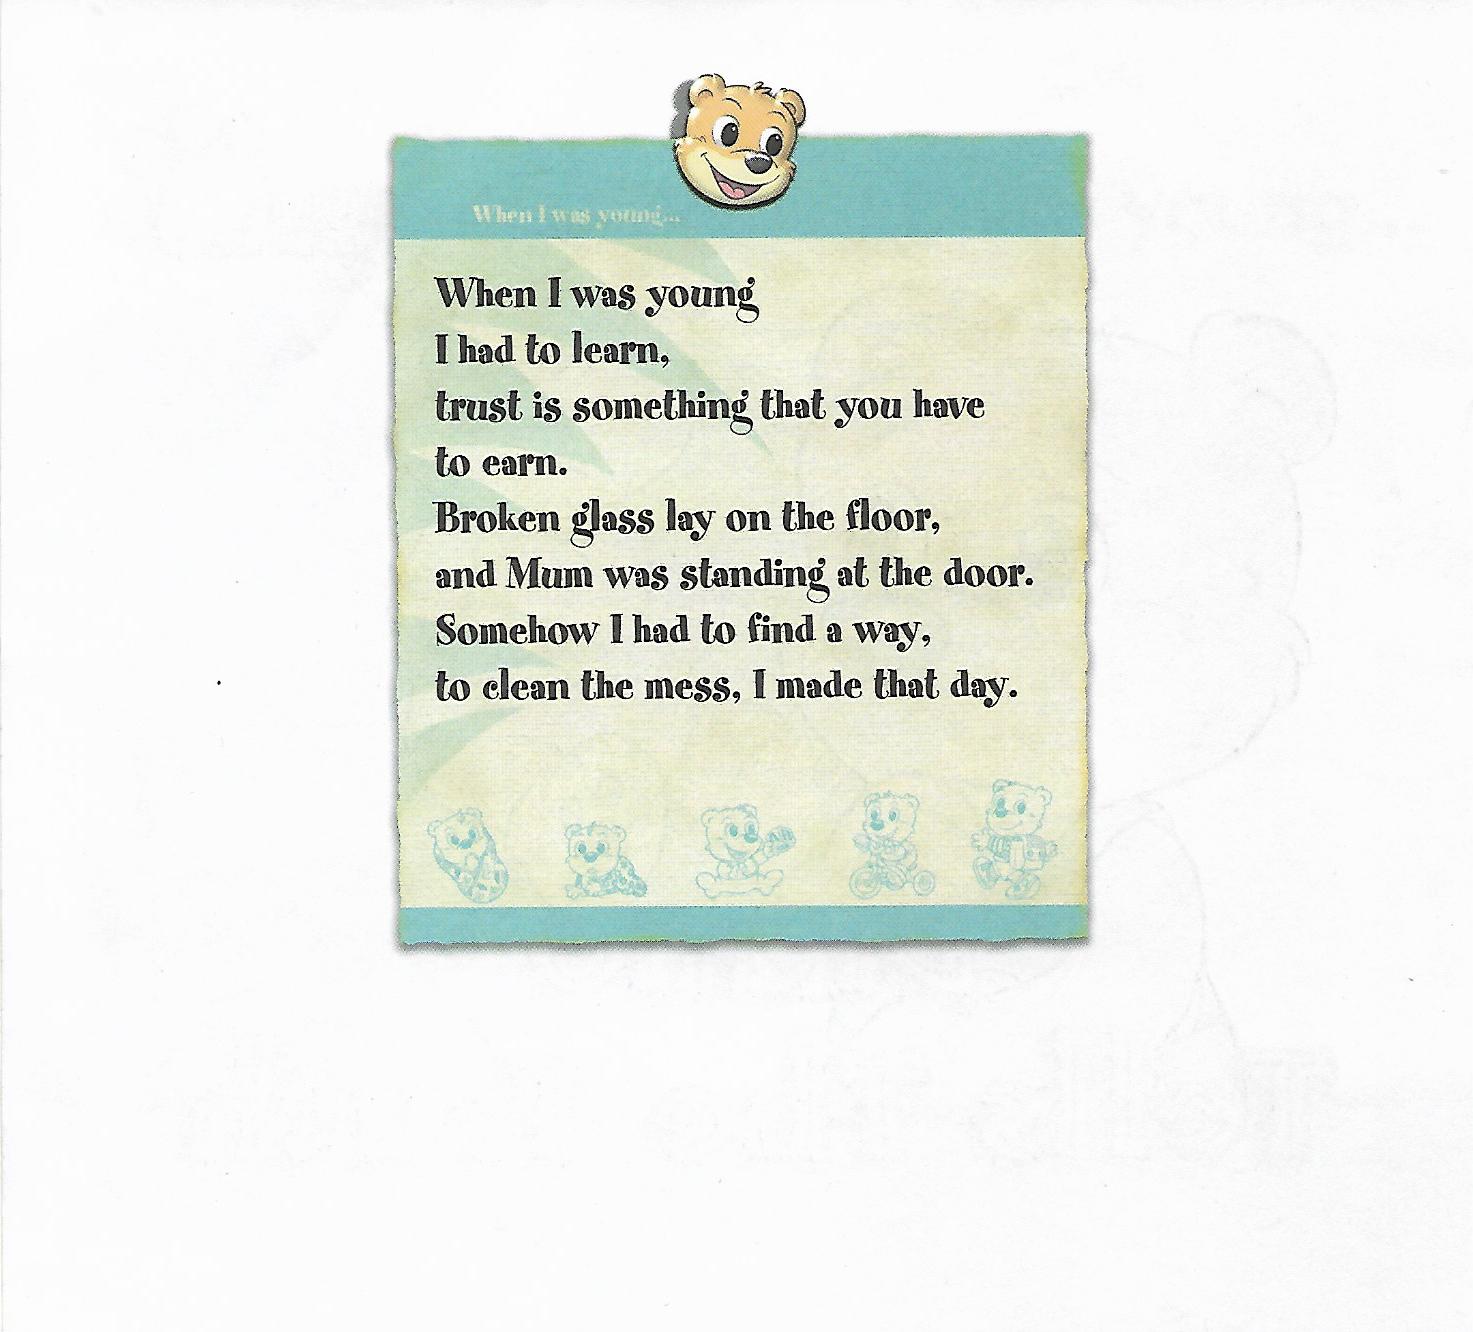 When I was young...
When I was young
I had to learn,
trust is something that you have
to earn.
Broken glass lay on the floor,
and Mum was standing at the door.
Somehow I had to find a way,
to clean the mess, I made that day.